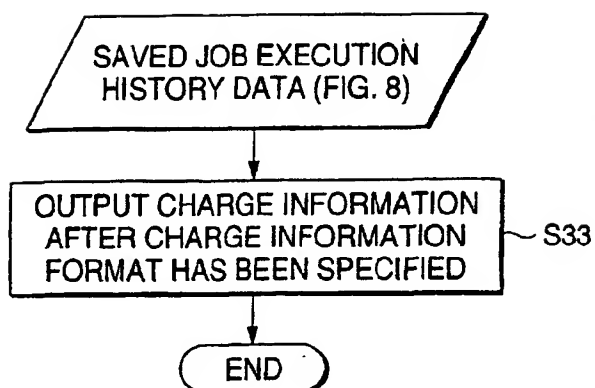 SAVED JOB EXECUTION
HISTORY DATA (FIG. 8)
OUTPUT CHARGE INFORMATION
AFTER CHARGE INFORMATION
FORMAT HAS BEEN SPECIFIED
S33
END